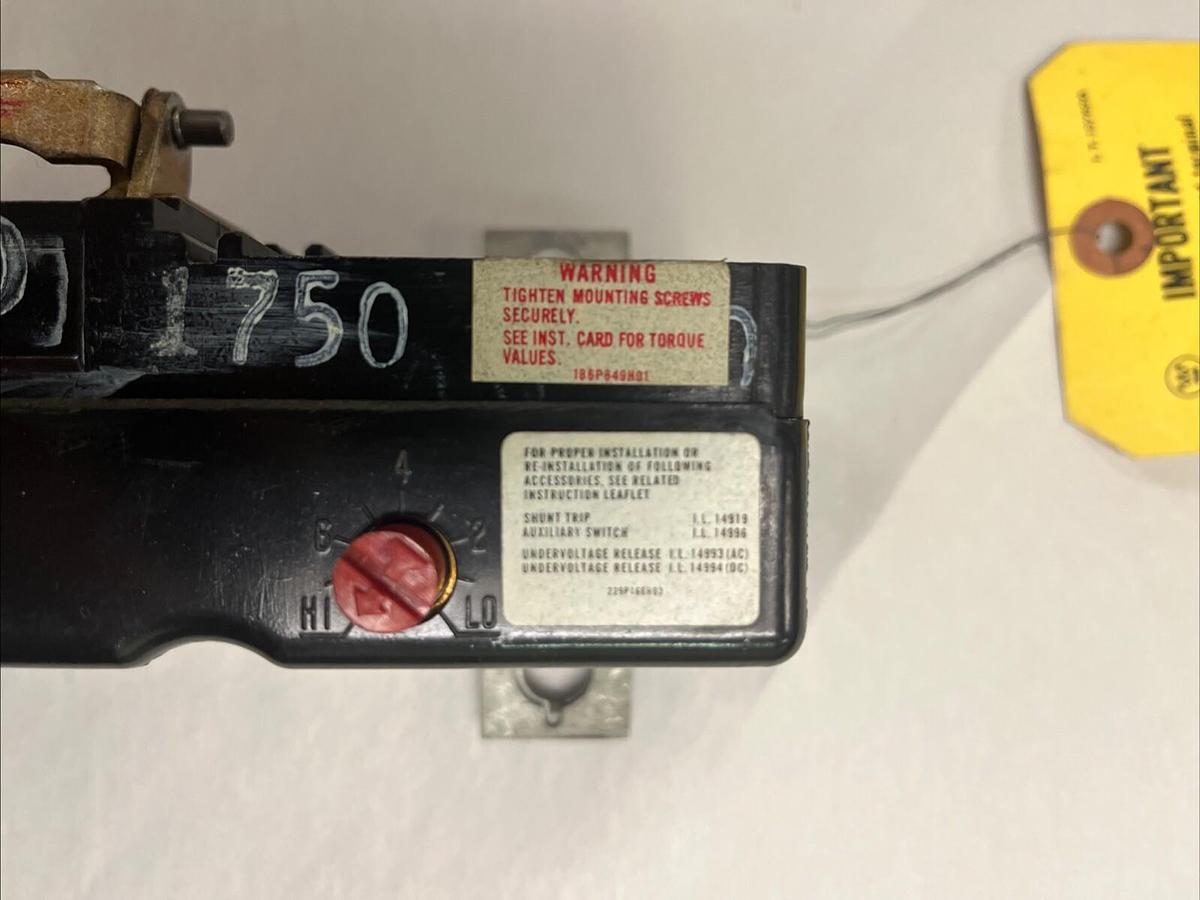 1750
WARNING
TIGHTEN MOUNTING SCREWS
SECURELY.
SEE INST. CARD FOR TORQUE
VALUES.
FOR PROPER INSTALLATION OR
RE-INSTALLATION OF FOLLOWING
ACCESSORIES, SEE RELATED
INSTRUCTION LEAFLET
SHUNT TRIP I.L. 14919
AUXILIARY SWITCH I.L. 14996
UNDERVOLTAGE RELEASE I.L. 14993 (AC)
UNDERVOLTAGE RELEASE I.L. 14994 (DC)
4
6 2
HI LO
IMPORTANT